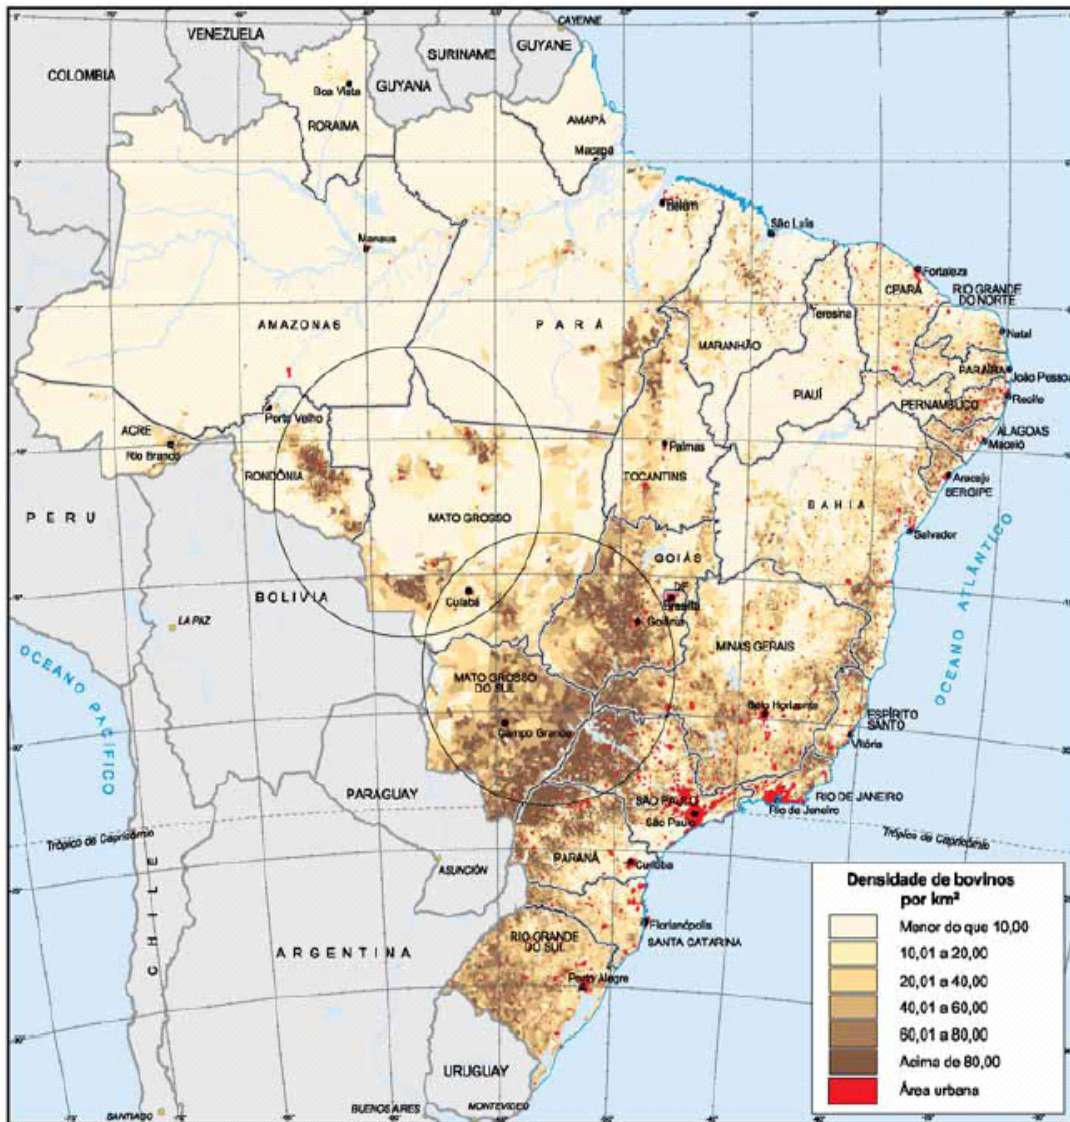 CAYENNE
VENEZUELA
SURINAME
GUYANE
COLOMBIA
GUYANA
Boa Vista
RORAIMA
AMAPÁ
Macapá
Belém
São Luís
Manaus
Fortaleza
CEARÁ
RIO GRANDE
DO NORTE
Teresina
AMAZONAS
PARÁ
MARANHÃO
Natal
PARAÍBA
João Pessoa
PIAUÍ
PERNAMBUCO
Recife
1
Porto Velho
ACRE
Rio Branco
ALAGOAS
Maceió
Palmas
RONDÔNIA
TOCANTINS
Aracaju
SERGIPE
BAHIA
PERU
MATO GROSSO
Salvador
GOIÁS
DF
Brasília
Cuiabá
BOLIVIA
Goiânia
LA PAZ
MINAS GERAIS
OCEANO ATLÂNTICO
OCEANO PACÍFICO
MATO GROSSO
DO SUL
Campo Grande
Belo Horizonte
ESPÍRITO
SANTO
Vitória
PARAGUAY
SÃO PAULO
São Paulo
RIO DE JANEIRO
Rio de Janeiro
Trópico de Capricórnio
Trópico de Capricórnio
ASUNCIÓN
PARANÁ
Curitiba
CHILE
Florianópolis
SANTA CATARINA
ARGENTINA
RIO GRANDE
DO SUL
Porto Alegre
URUGUAY
SANTIAGO
BUENOS AIRES
MONTEVIDEO
Densidade de bovinos
por km²
Menor do que 10,00
10,01 a 20,00
20,01 a 40,00
40,01 a 60,00
60,01 a 80,00
Acima de 80,00
Área urbana